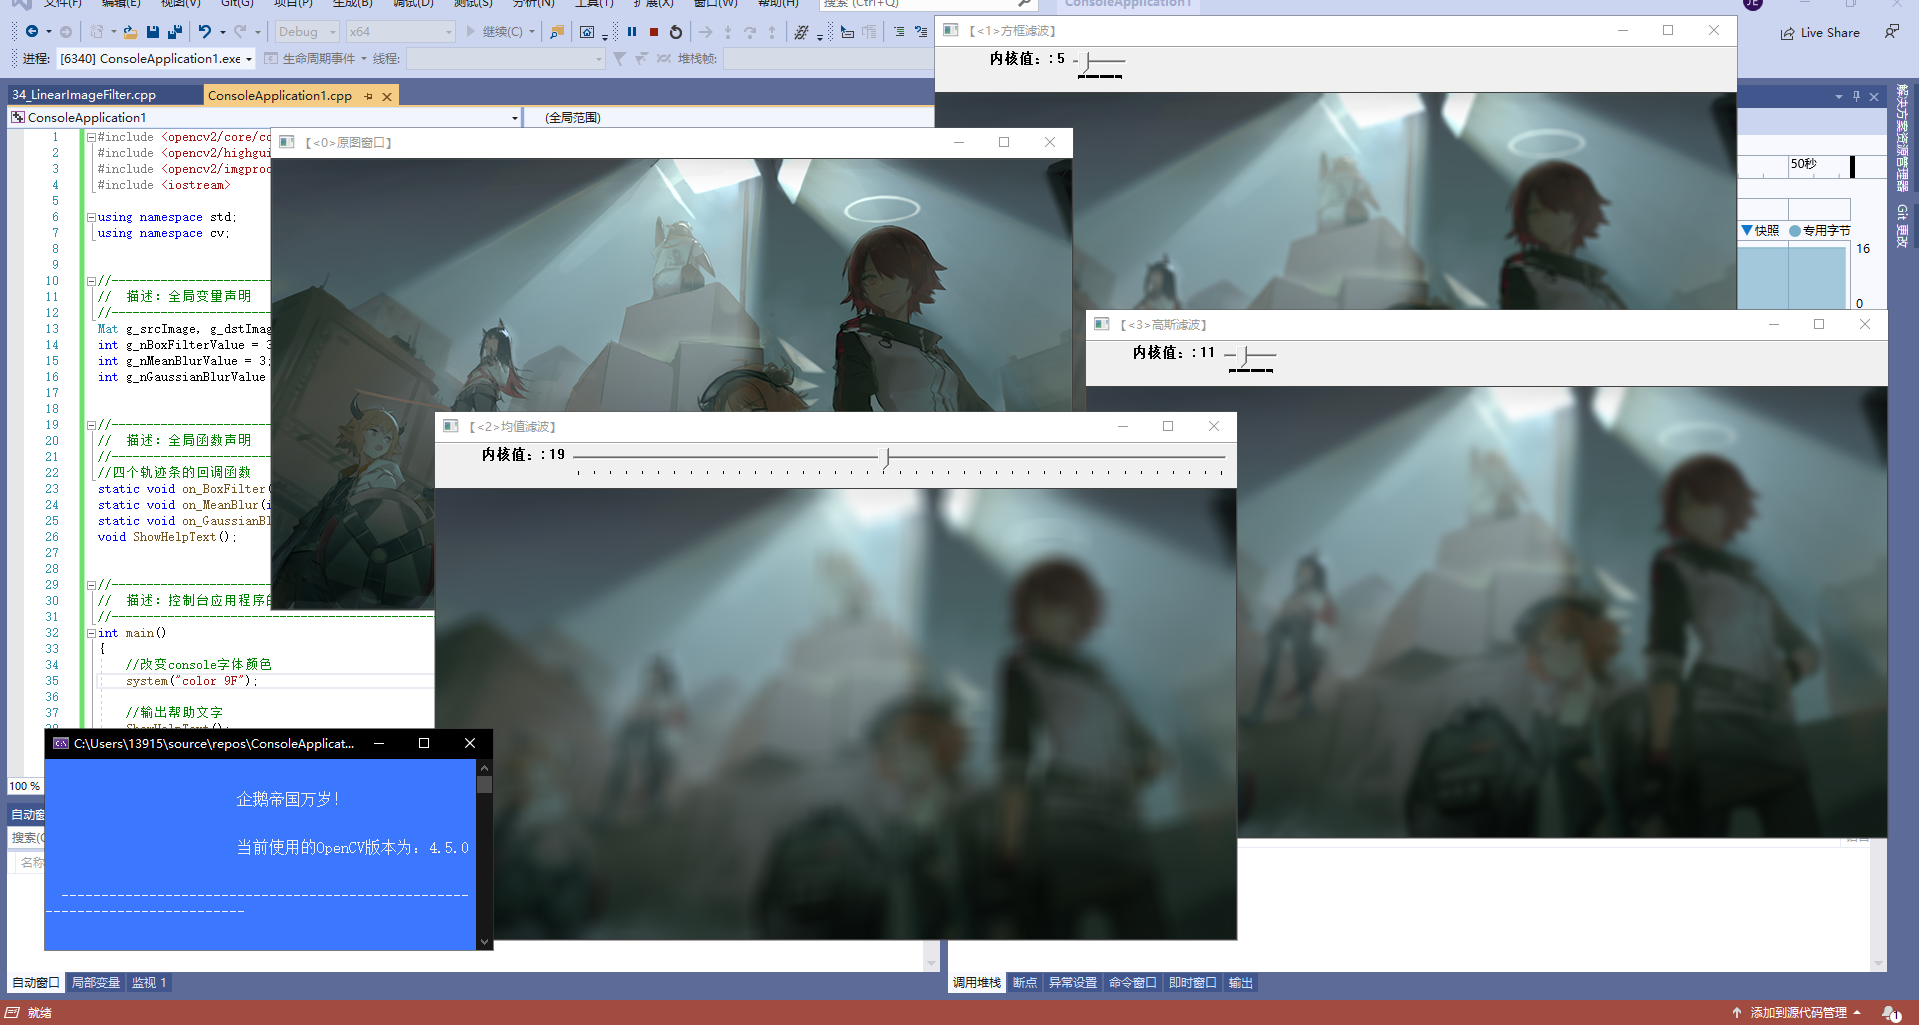 文件(F) 编辑(E) 视图(V) Git(G) 项目(P) 生成(B) 调试(D) 测试(S) 分析(N) 工具(T) 扩展(X) 窗口(W) 帮助(H) 搜索 (Ctrl+Q) ConsoleApplication1 JE
Debug x64 继续(C) Live Share
进程: [6340] ConsoleApplication1.exe 生命周期事件 线程: 堆栈帧:
34_LinearImageFilter.cpp ConsoleApplication1.cpp
ConsoleApplication1 (全局范围)
1 #include <opencv2/core/co
2 #include <opencv2/highgui
3 #include <opencv2/imgproc
4 #include <iostream>
5
6 using namespace std;
7 using namespace cv;
8
9
10 //-----------------------
11 // 描述: 全局变量声明
12 //-----------------------
13 Mat g_srcImage, g_dstImag
14 int g_nBoxFilterValue = 3
15 int g_nMeanBlurValue = 3;
16 int g_nGaussianBlurValue
17
18
19 //-----------------------
20 // 描述: 全局函数声明
21 //-----------------------
22 //四个轨迹条的回调函数
23 static void on_BoxFilter(
24 static void on_MeanBlur(i
25 static void on_GaussianBl
26 void ShowHelpText();
27
28
29 //-----------------------
30 // 描述: 控制台应用程序的
31 //----------------------------------------------
32 int main()
33 {
34 //改变console字体颜色
35 system("color 9F");
36
37 //输出帮助文字
38 ShowHelpText();
【<0>原图窗口】
【<1>方框滤波】
内核值: : 5
【<2>均值滤波】
内核值: : 19
【<3>高斯滤波】
内核值: : 11
50秒
快照 专用字节
16
0
解决方案资源管理器
Git 更改
C:\Users\13915\source\repos\ConsoleApplicat...
企鹅帝国万岁!
当前使用的OpenCV版本为: 4.5.0
---------------------------------------------------
-------------------------
100 %
自动窗
搜索(C
名称
语言
自动窗口 局部变量 监视 1
调用堆栈 断点 异常设置 命令窗口 即时窗口 输出
就绪
添加到源代码管理 1